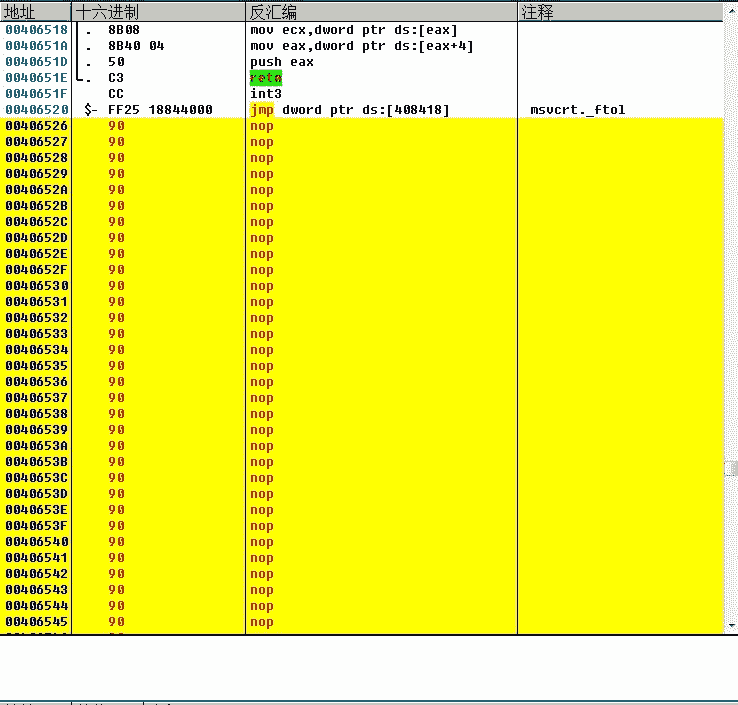 地址 十六进制 反汇编 注释
00406518 . 8B08 mov ecx,dword ptr ds:[eax]
0040651A . 8B40 04 mov eax,dword ptr ds:[eax+4]
0040651D . 50 push eax
0040651E . C3 retn
0040651F CC int3
00406520 $- FF25 18844000 jmp dword ptr ds:[408418] msvcrt._ftol
00406526 90 nop
00406527 90 nop
00406528 90 nop
00406529 90 nop
0040652A 90 nop
0040652B 90 nop
0040652C 90 nop
0040652D 90 nop
0040652E 90 nop
0040652F 90 nop
00406530 90 nop
00406531 90 nop
00406532 90 nop
00406533 90 nop
00406534 90 nop
00406535 90 nop
00406536 90 nop
00406537 90 nop
00406538 90 nop
00406539 90 nop
0040653A 90 nop
0040653B 90 nop
0040653C 90 nop
0040653D 90 nop
0040653E 90 nop
0040653F 90 nop
00406540 90 nop
00406541 90 nop
00406542 90 nop
00406543 90 nop
00406544 90 nop
00406545 90 nop